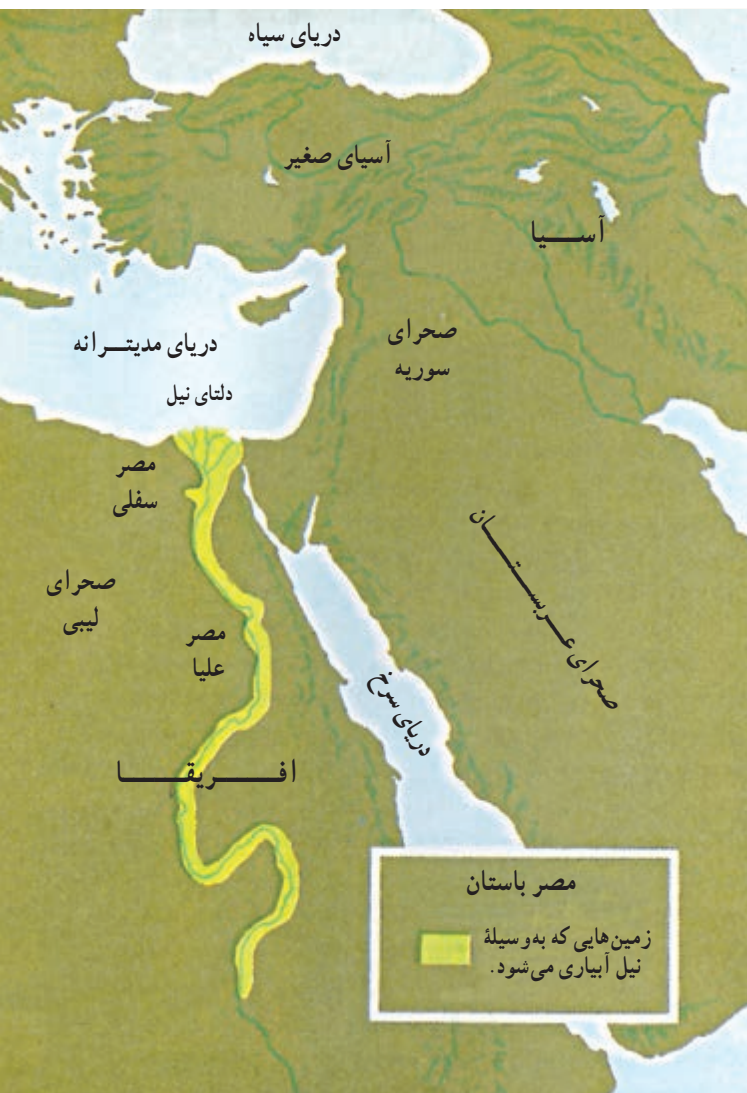 دریای سیاه
آسیای صغیر
آســـیا
صحرای
سوریه
دریای مدیتـــرانه
دلتای نیل
مصر
سفلی
صحرای
لیبی
مصر
علیا
صحرای عـــربســـتـــان
دریای سرخ
افـــریقـــا
مصر باستان
زمین‌هایی که به‌وسیلهٔ
نیل آبیاری می‌شود.